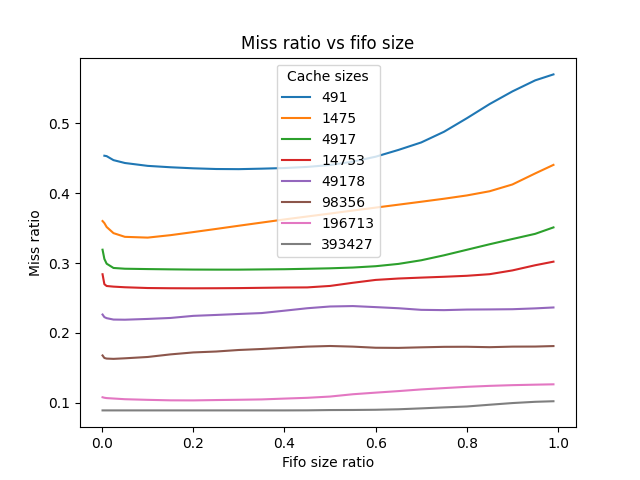 Miss ratio vs fifo size
Cache sizes
491
1475
4917
14753
49178
98356
196713
393427
0.5
0.4
0.3
0.2
0.1
Miss ratio
0.0 0.2 0.4 0.6 0.8 1.0
Fifo size ratio